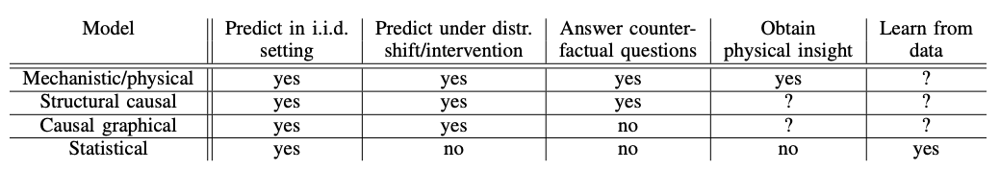 Model Predict in i.i.d. Predict under distr. Answer counter- Obtain Learn from
setting shift/intervention factual questions physical insight data
Mechanistic/physical yes yes yes yes ?
Structural causal yes yes yes ? ?
Causal graphical yes yes no ? ?
Statistical yes no no no yes